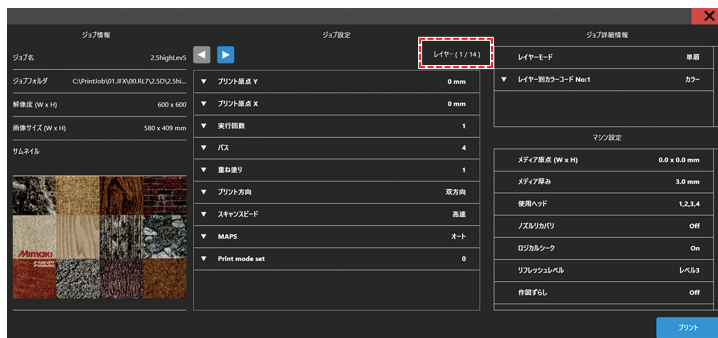 ジョブ情報
ジョブ名 2.5highLev5
ジョブフォルダ C:\PrintJob\01.JFX\00.RL7\2.5D\2.5hi...
解像度 (W x H) 600 x 600
画像サイズ (W x H) 580 x 409 mm
サムネイル
Mimaki
ジョブ設定
レイヤー ( 1 / 14 )
プリント原点 Y 0 mm
プリント原点 X 0 mm
実行回数 1
パス 4
重ね塗り 1
プリント方向 双方向
スキャンスピード 高速
MAPS オート
Print mode set 0
ジョブ詳細情報
レイヤーモード 単層
レイヤー別カラーコード No:1 カラー
マシン設定
メディア原点 (W x H) 0.0 x 0.0 mm
メディア厚み 3.0 mm
使用ヘッド 1,2,3,4
ノズルリカバリ Off
ロジカルシーク On
リフレッシュレベル レベル3
作図ずらし Off
プリント